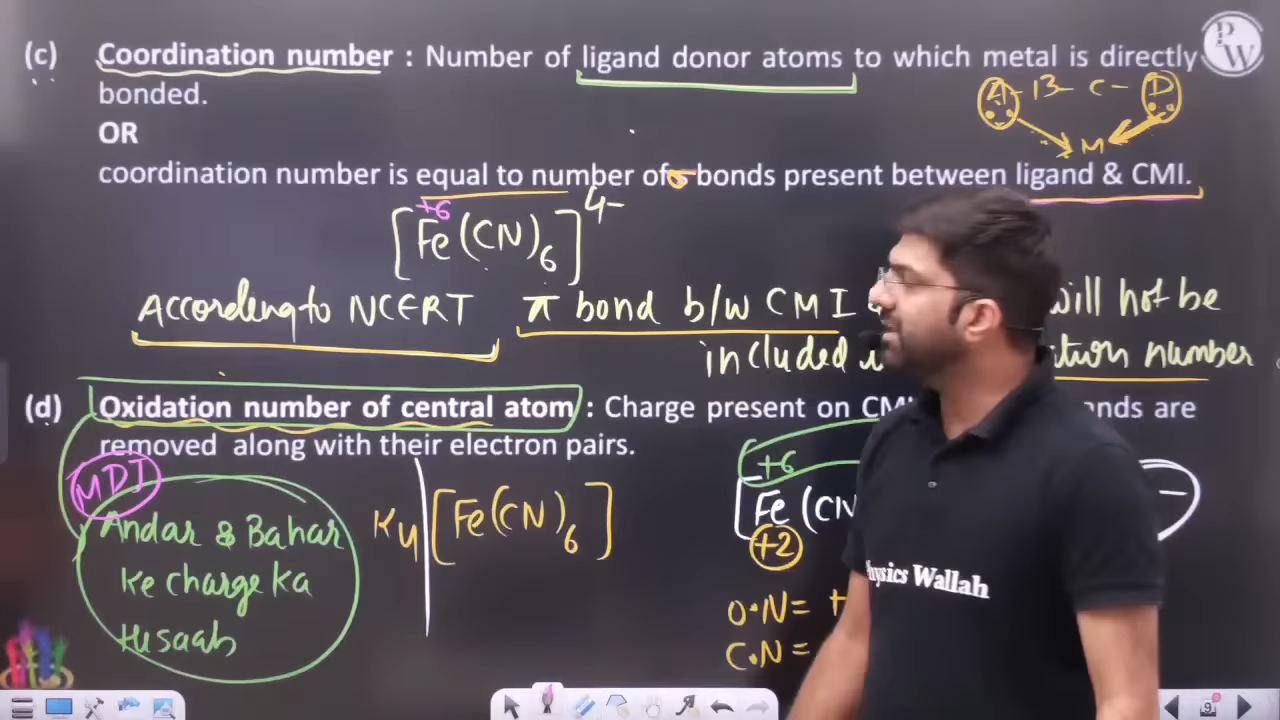 PW
(c) Coordination number : Number of ligand donor atoms to which metal is directly
bonded.
A - B - C - D
M
OR
coordination number is equal to number of σ bonds present between ligand & CMI.
+6
[Fe(CN)6]4-
According to NCERT π bond b/w CMI will not be
included number
(d) Oxidation number of central atom : Charge present on are
removed along with their electron pairs.
MDJ
Andar & Bahar
ke charge ka
Hisaab
K4[Fe(CN)6]
+6
[Fe(CN -
+2
O.N = +
C.N =
Physics Wallah
9